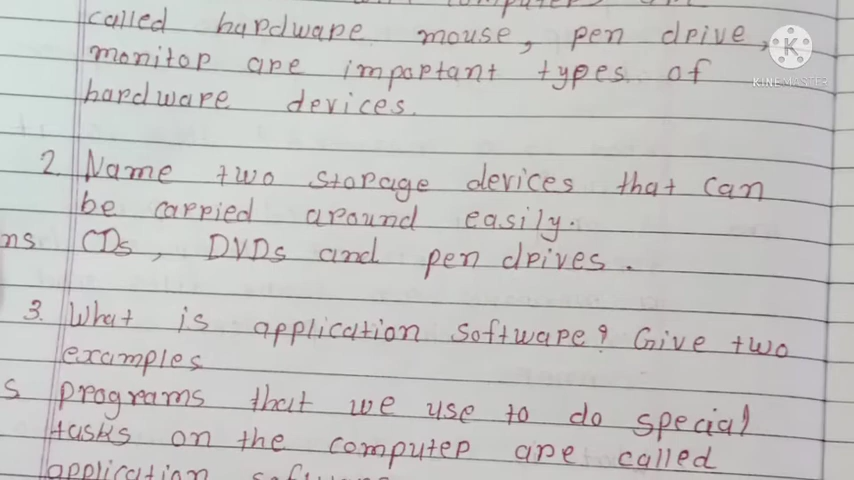 called hardware mouse, pen drive,
monitor are important types of
hardware devices.
2. Name two storage devices that can
be carried around easily.
ns CDs, DVDs and pen drives.
3. What is application software? Give two
examples
s programs that we use to do special
tasks on the computer are called
application
KINEMASTER